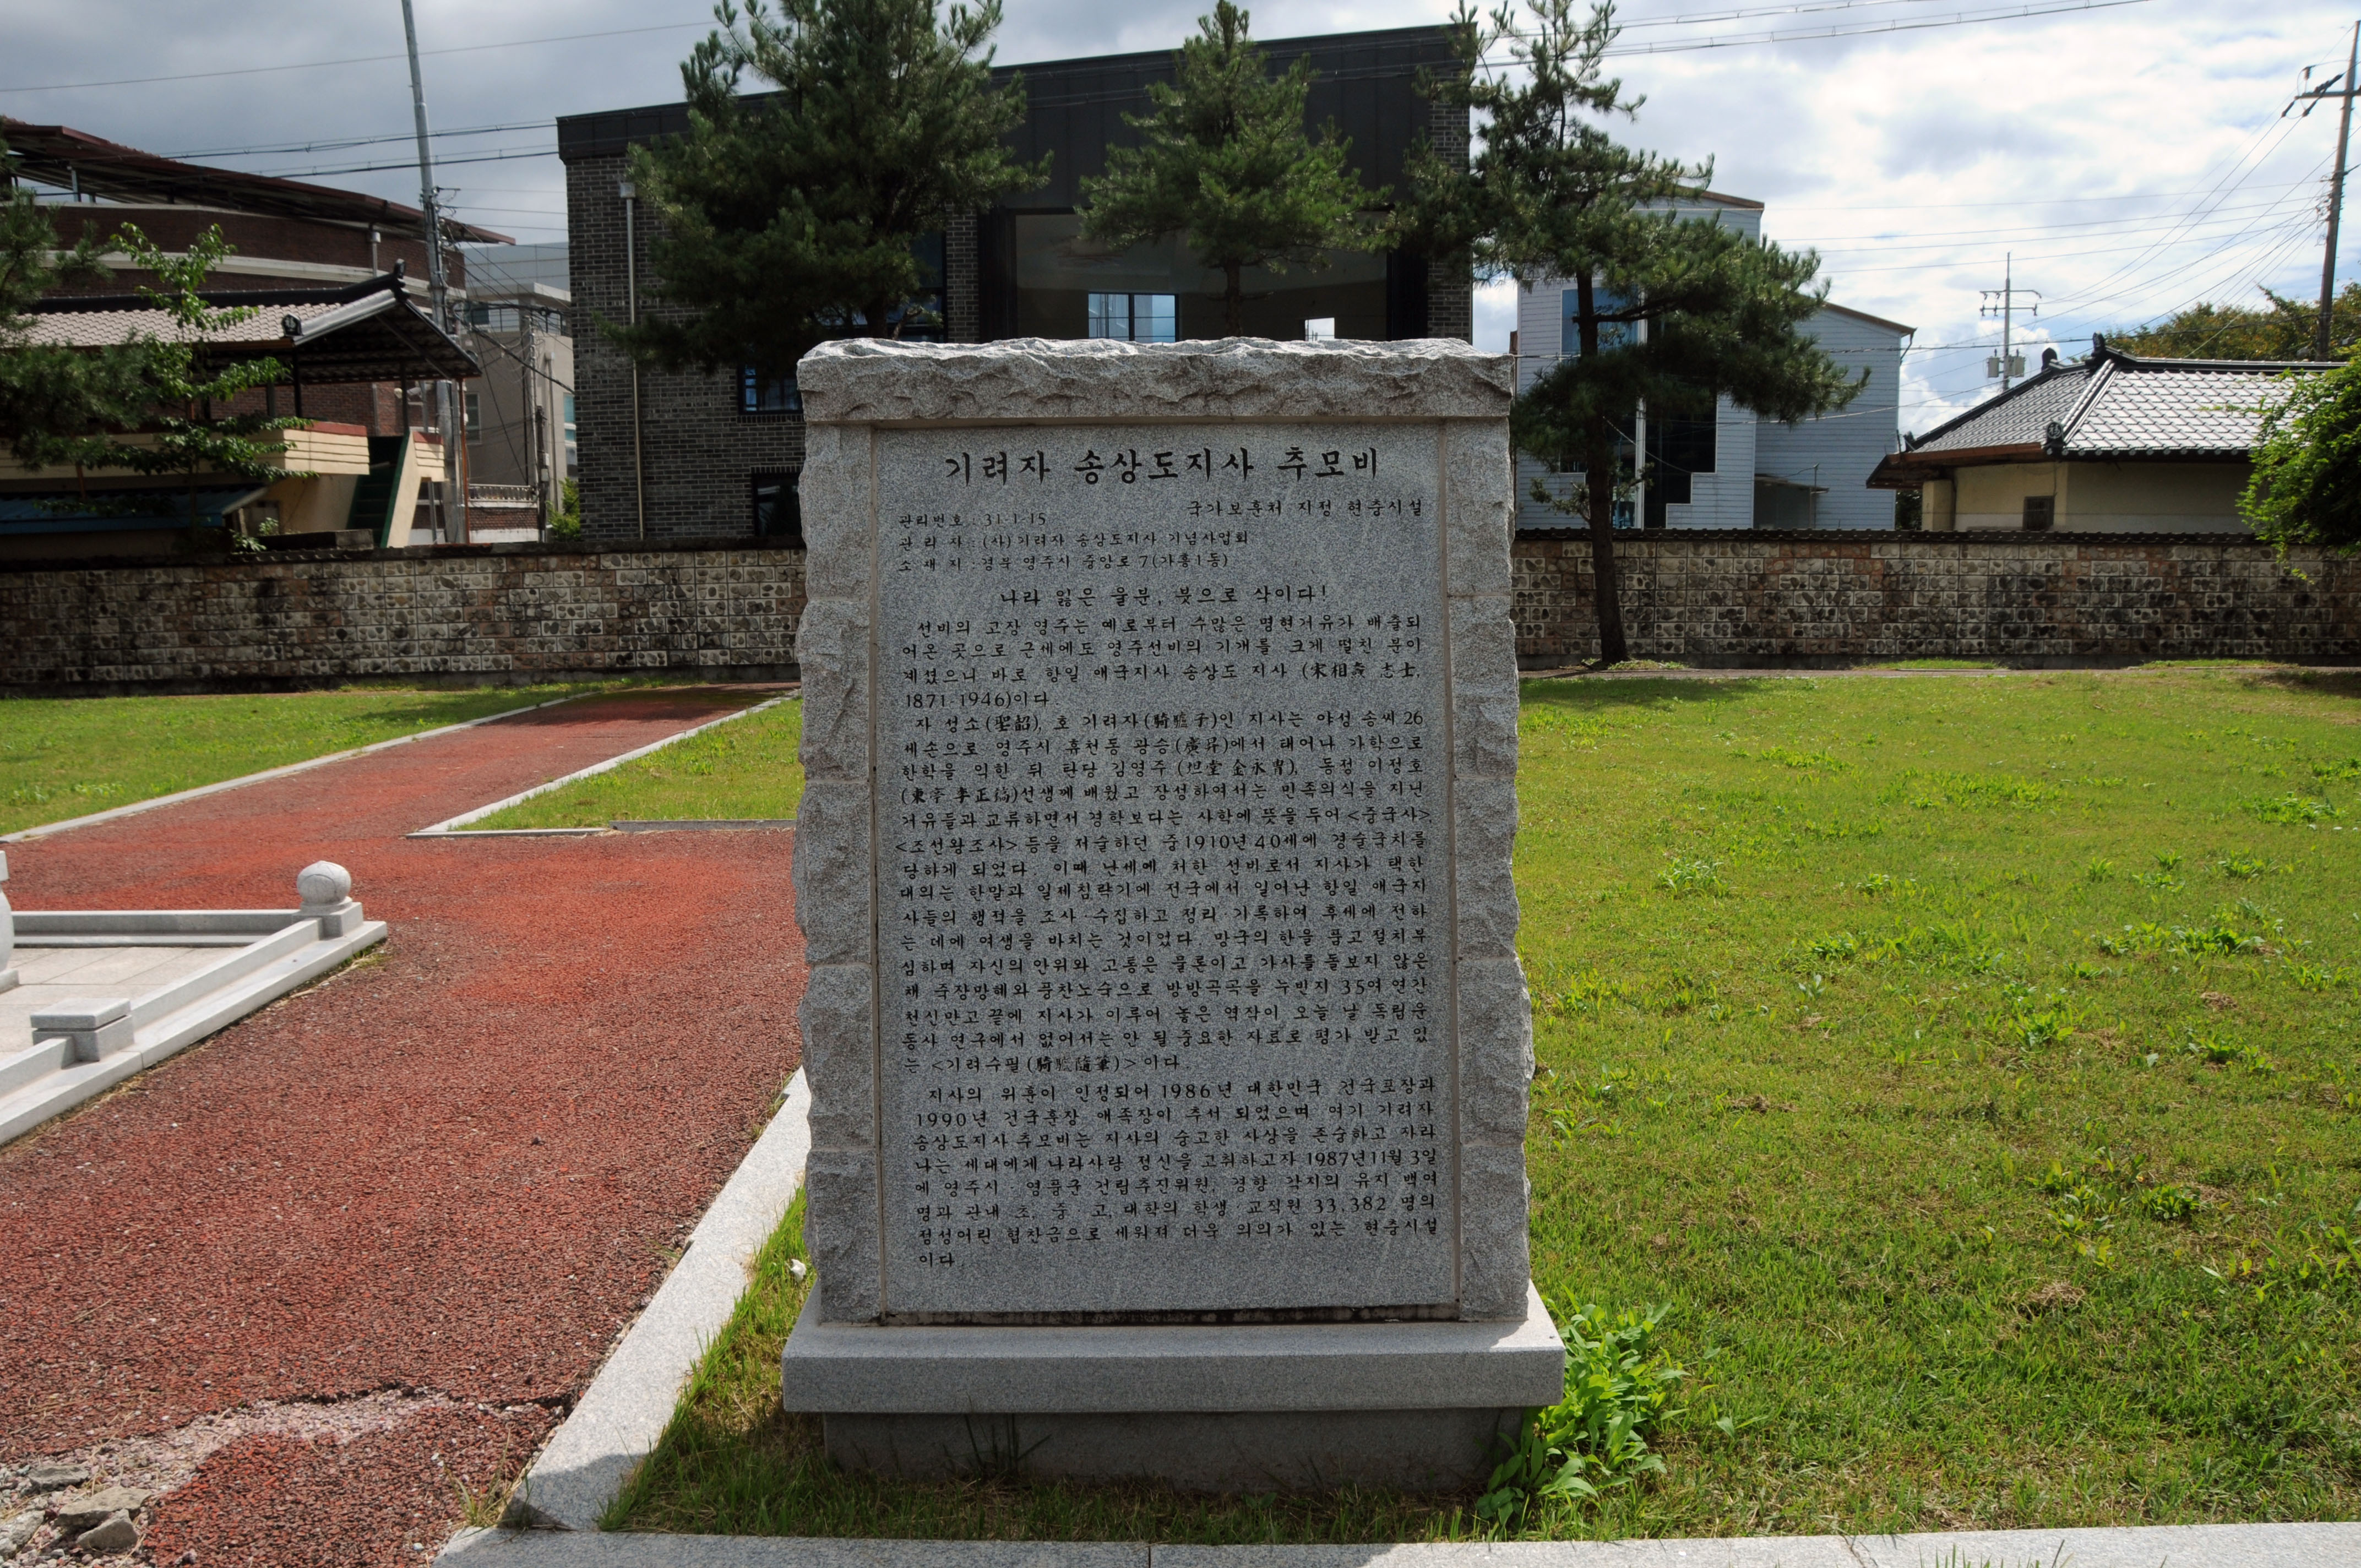 기려자 송상도지사 추모비
국가보훈처 지정 현충시설
관리번호 : 31-1-15
관 리 자 : (사)기려자 송상도지사 기념사업회
소 재 지 : 경북 영주시 중앙로 7(가흥1동)
나라 잃은 울분, 붓으로 삭이다!
선비의 고장 영주는 예로부터 수많은 명현거유가 배출되
어온 곳으로 근세에도 영주선비의 기개를 크게 떨친 분이
계셨으니 바로 항일 애국지사 송상도 지사 (宋相燾 志士,
1871-1946)이다.
자 성소(聖韶), 호 기려자(騎驢子)인 지사는 야성 송씨 26
세손으로 영주시 휴천동 광승(廣昇)에서 태어나 가학으로
한학을 익힌 뒤 탄당 김영주 (坦堂 金永胄), 동정 이정호
(東亭 李正鎬)선생께 배웠고 장성하여서는 민족의식을 지닌
거유들과 교류하면서 경학보다는 사학에 뜻을 두어 <중국사>,
<조선왕조사> 등을 저술하던 중 1910년 40세에 경술국치를
당하게 되었다. 이때 난세에 처한 선비로서 지사가 택한
대의는 한말과 일제침략기에 전국에서 일어난 항일 애국지
사들의 행적을 조사·수집하고 정리·기록하여 후세에 전하
는 데에 여생을 바치는 것이었다. 망국의 한을 품고 절치부
심하며 자신의 안위와 고통은 물론이고 가사를 돌보지 않은
채 죽장망혜와 풍찬노숙으로 방방곡곡을 누빈지 35여 년간
천신만고 끝에 지사가 이루어 놓은 역작이 오늘 날 독립운
동사 연구에서 없어서는 안 될 중요한 자료로 평가 받고 있
는 <기려수필(騎驢隨筆)> 이다.
지사의 위훈이 인정되어 1986년 대한민국 건국포장과
1990년 건국훈장 애족장이 추서 되었으며 여기 기려자
송상도지사 추모비는 지사의 숭고한 사상을 존숭하고 자라
나는 세대에게 나라사랑 정신을 고취하고자 1987년11월 3일
에 영주시·영풍군 건립추진위원, 경향 각지의 유지 백여
명과 관내 초, 중·고, 대학의 학생·교직원 33,382 명의
정성어린 협찬금으로 세워져 더욱 의의가 있는 현충시설
이다.